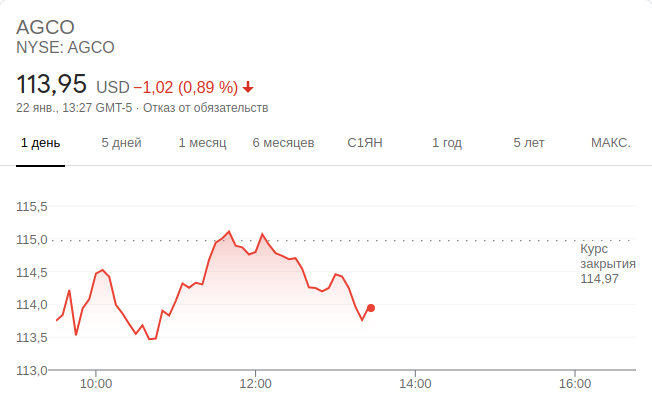 AGCO
NYSE: AGCO
113,95 USD −1,02 (0,89 %)
22 янв., 13:27 GMT-5 · Отказ от обязательств
1 день 5 дней 1 месяц 6 месяцев С1ЯН 1 год 5 лет МАКС.
115,5
115,0
Курс
закрытия
114,97
114,5
114,0
113,5
113,0
10:00 12:00 14:00 16:00